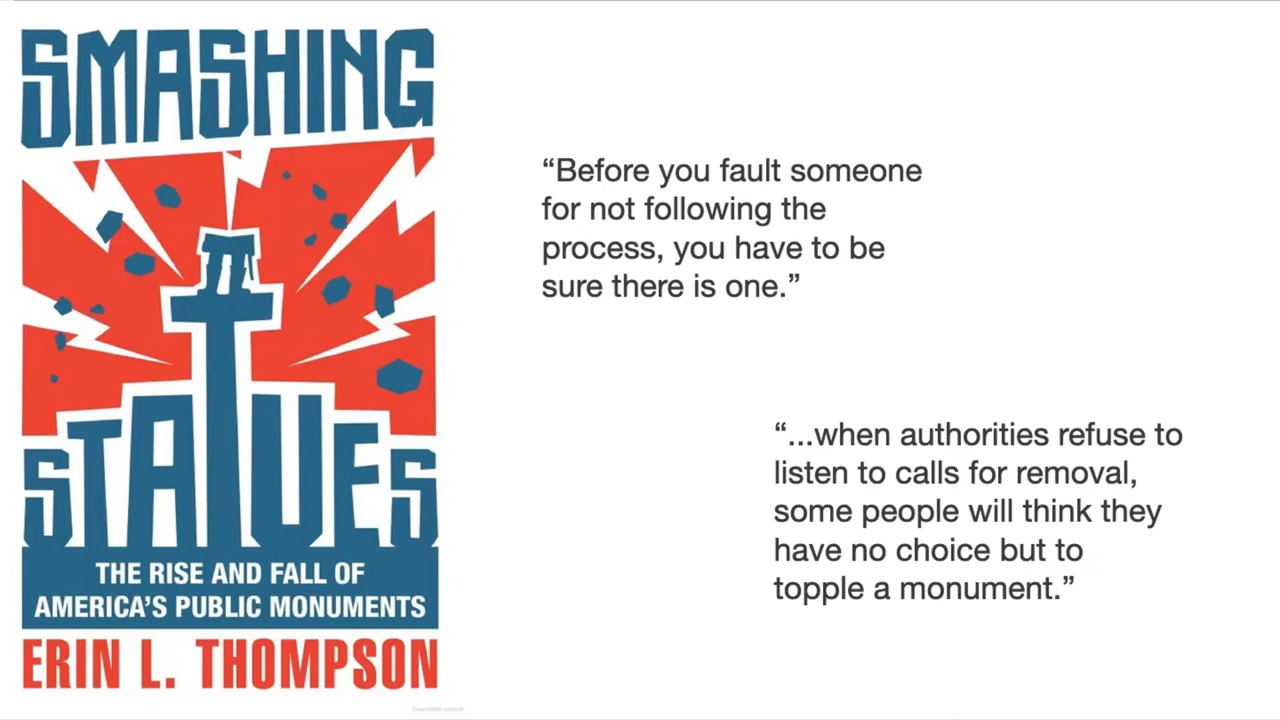 SMASHING
STATUES
THE RISE AND FALL OF
AMERICA'S PUBLIC MONUMENTS
ERIN L. THOMPSON
Copyrighted material
“Before you fault someone
for not following the
process, you have to be
sure there is one.”
“...when authorities refuse to
listen to calls for removal,
some people will think they
have no choice but to
topple a monument.”